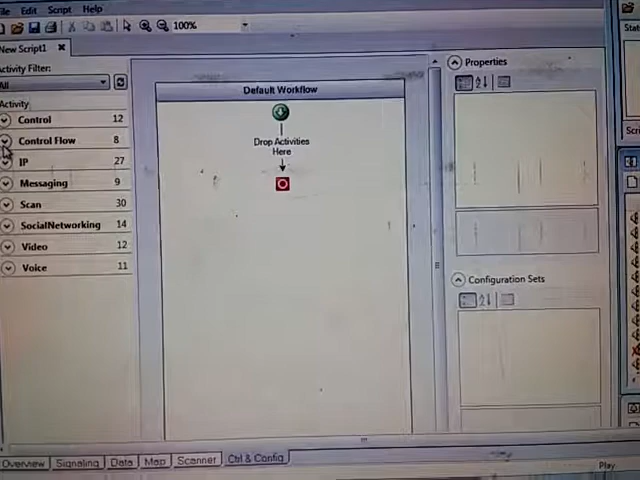 File Edit Script Help
100%
New Script1
Activity Filter:
All
Activity
Control 12
Control Flow 8
IP 27
Messaging 9
Scan 30
SocialNetworking 14
Video 12
Voice 11
Default Workflow
Drop Activities
Here
Properties
Configuration Sets
Overview Signaling Data Map Scanner Ctrl & Config
Play